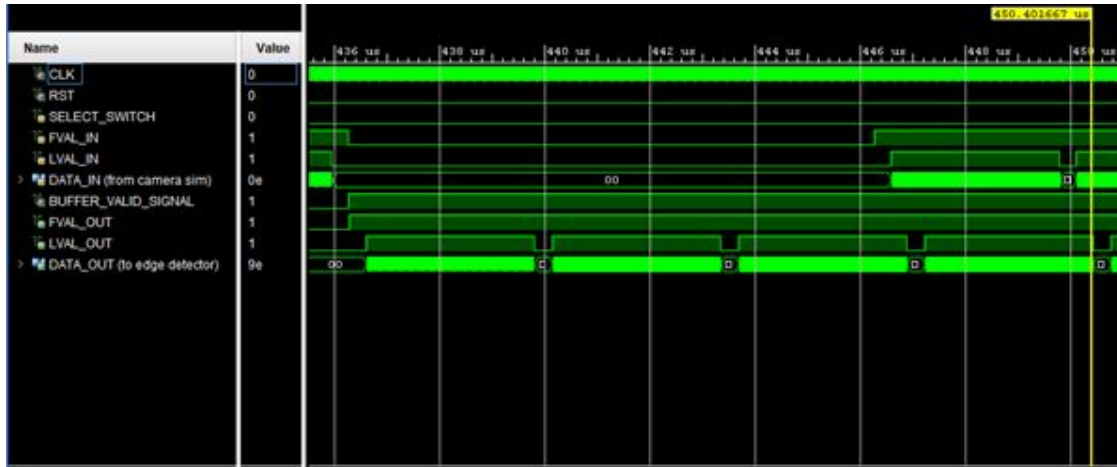 450.401667 us
Name Value 436 us 438 us 440 us 442 us 444 us 446 us 448 us 450 us
CLK 0
RST 0
SELECT_SWITCH 0
FVAL_IN 1
LVAL_IN 1
DATA_IN (from camera sim) 0e 00
BUFFER_VALID_SIGNAL 1
FVAL_OUT 1
LVAL_OUT 1
DATA_OUT (to edge detector) 9e 00